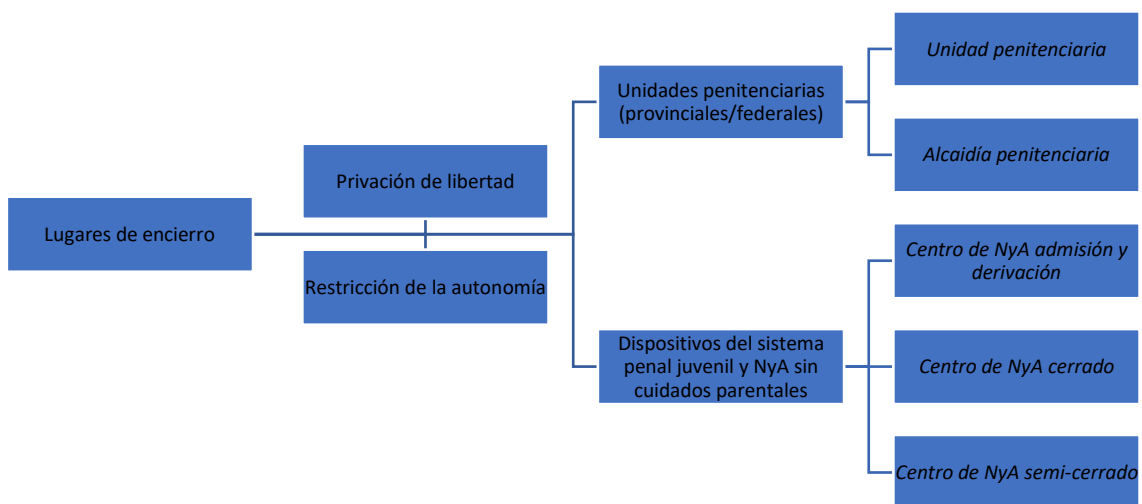 Lugares de encierro
Privación de libertad
Restricción de la autonomía
Unidades penitenciarias
(provinciales/federales)
Unidad penitenciaria
Alcaidía penitenciaria
Dispositivos del sistema
penal juvenil y NyA sin
cuidados parentales
Centro de NyA admisión y
derivación
Centro de NyA cerrado
Centro de NyA semi-cerrado